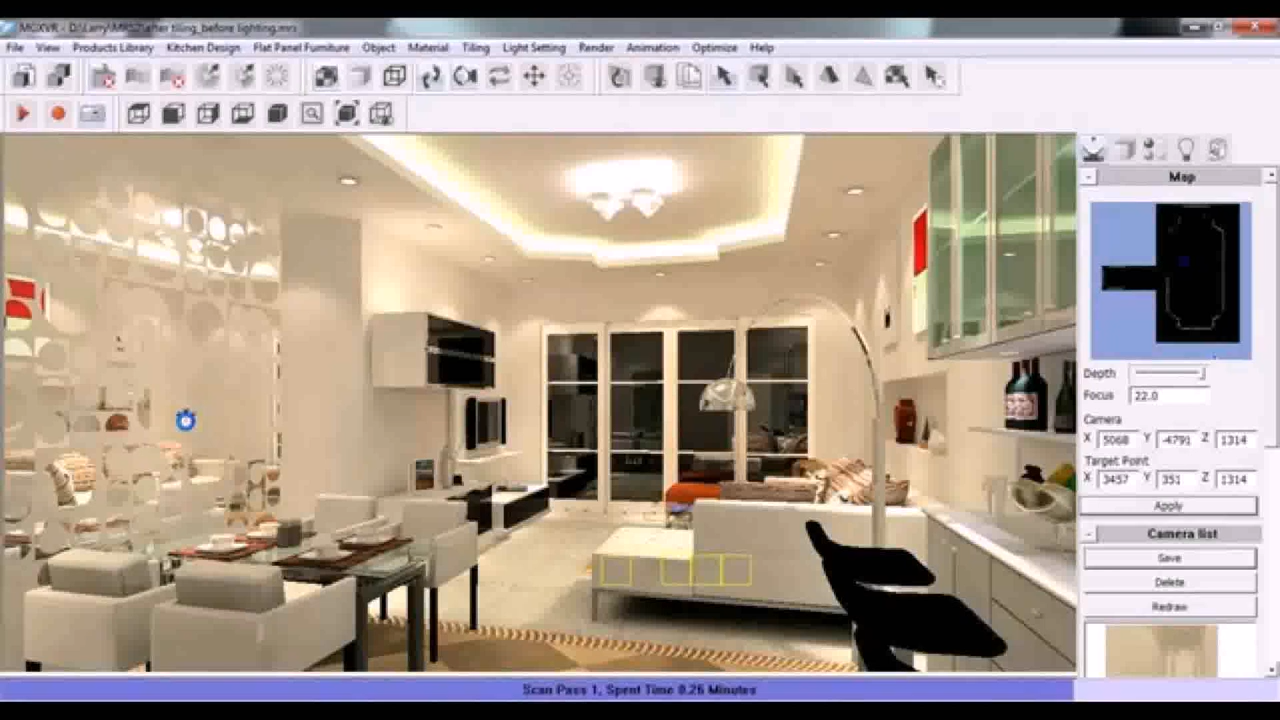 MGXVR - D:\Larry\MRS2\after tiling_before lighting.mrs
File View Products Library Kitchen Design Flat Panel Furniture Object Material Tiling Light Setting Render Animation Optimize Help
Map
Depth
Focus 22.0
Camera
X 5068 Y -4791 Z 1314
Target Point
X 3457 Y 351 Z 1314
Apply
Camera list
Save
Delete
Redraw
Scan Pass 1, Spent Time 0.26 Minutes